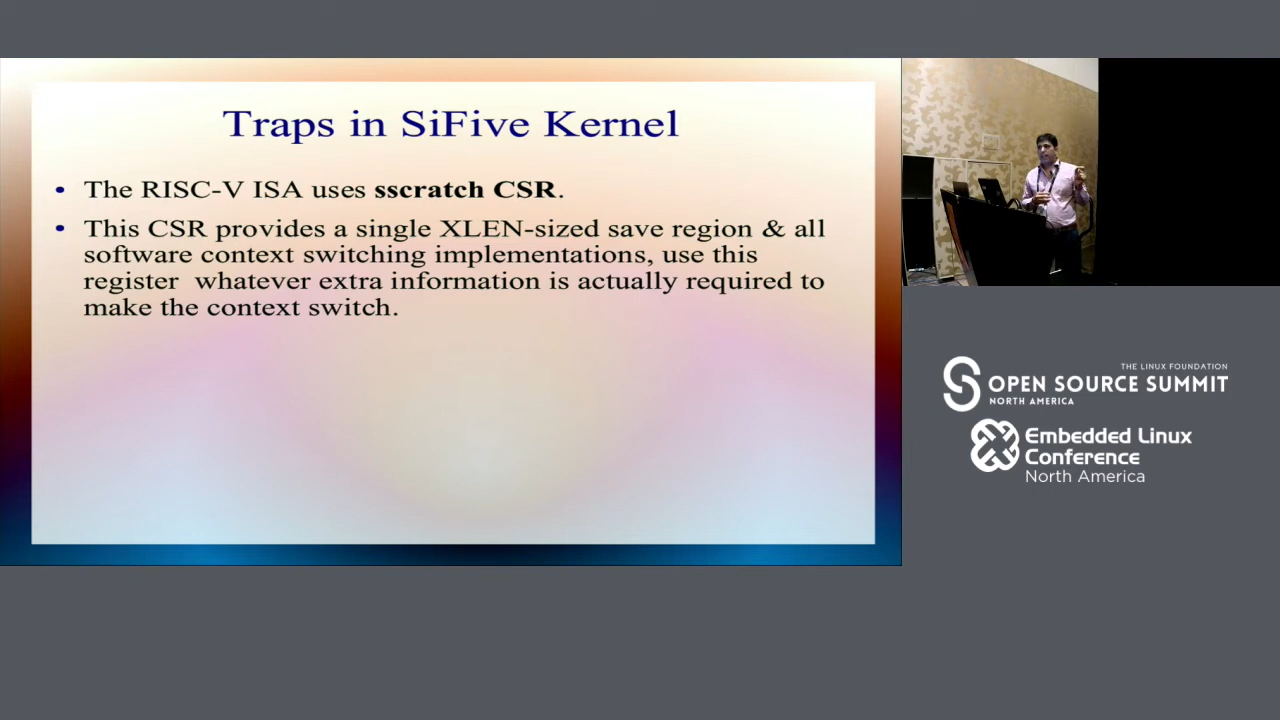 Traps in SiFive Kernel
• The RISC-V ISA uses sscratch CSR.
• This CSR provides a single XLEN-sized save region & all
software context switching implementations, use this
register whatever extra information is actually required to
make the context switch.
THE LINUX FOUNDATION
OPEN SOURCE SUMMIT
NORTH AMERICA
Embedded Linux
Conference
North America